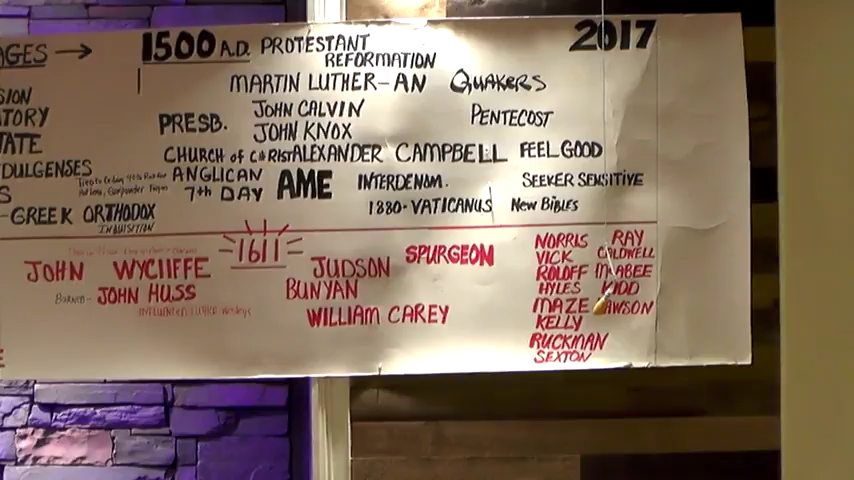 AGES → 1500 A.D. PROTESTANT REFORMATION 2017
MARTIN LUTHER-AN QUAKERS
SION
JOHN CALVIN PENTECOST
TORY PRESB. JOHN KNOX
TATE CHURCH of CHRIST ALEXANDER CAMPBELL FEEL GOOD
DULGENSES ANGLICAN INTERDENOM. SEEKER SENSITIVE
S 7th DAY AME
-GREEK ORTHODOX 1880-VATICANUS New Bibles
INQUISITION
1611
JOHN WYCLIFFE JUDSON SPURGEON
BURNED- JOHN HUSS BUNYAN
INFLUENCED LUTHER
WILLIAM CAREY
NORRIS RAY
VICK CALDWELL
ROLOFF McABEE
HYLES KIDD
MAZE LAWSON
KELLY
RUCKMAN
SEXTON
E